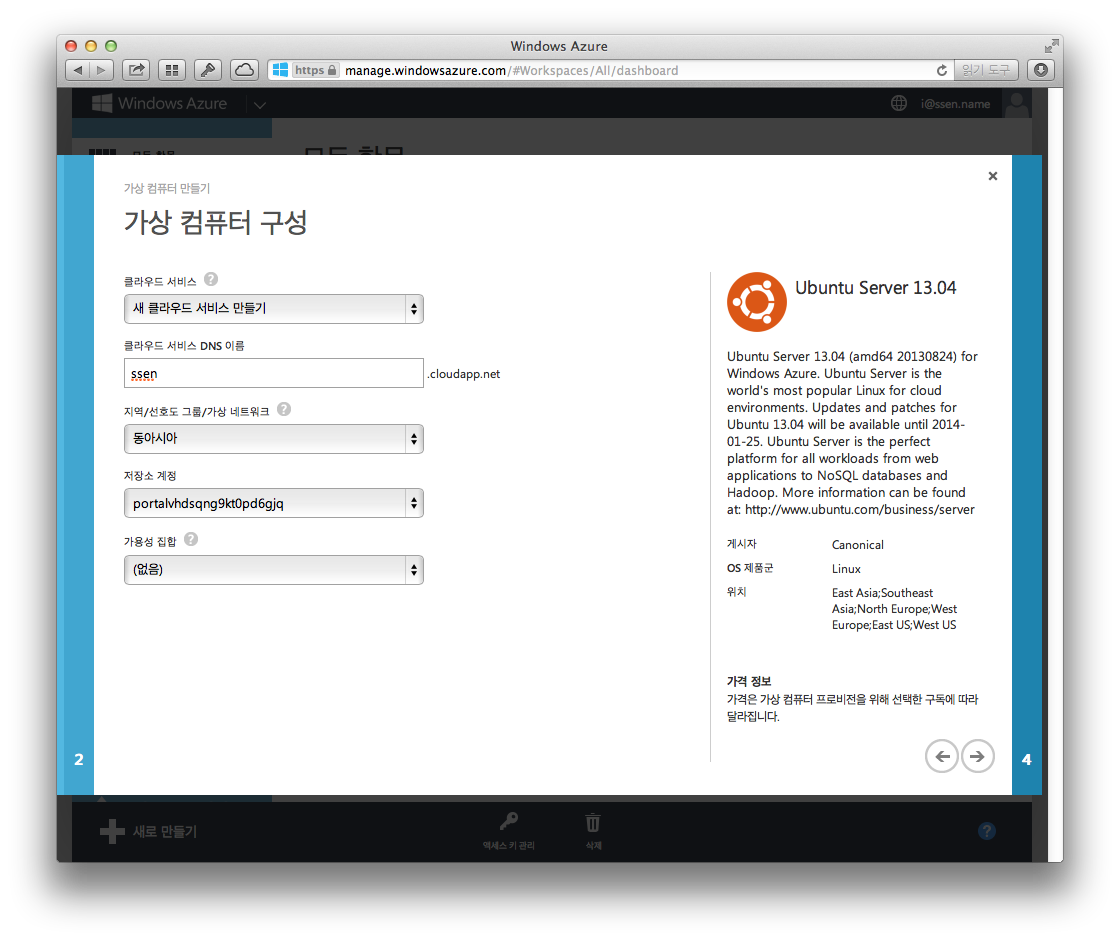 Windows Azure
https manage.windowsazure.com/#Workspaces/All/dashboard
읽기 도구
Windows Azure
i@ssen.name
모든 항목
모든 항목
가상 컴퓨터 만들기
가상 컴퓨터 구성
클라우드 서비스 ?
새 클라우드 서비스 만들기
클라우드 서비스 DNS 이름
ssen .cloudapp.net
지역/선호도 그룹/가상 네트워크 ?
동아시아
저장소 계정
portalvhdsqng9kt0pd6gjq
가용성 집합 ?
(없음)
Ubuntu Server 13.04
Ubuntu Server 13.04 (amd64 20130824) for
Windows Azure. Ubuntu Server is the
world's most popular Linux for cloud
environments. Updates and patches for
Ubuntu 13.04 will be available until 2014-
01-25. Ubuntu Server is the perfect
platform for all workloads from web
applications to NoSQL databases and
Hadoop. More information can be found
at: http://www.ubuntu.com/business/server
게시자 Canonical
OS 제품군 Linux
위치 East Asia;Southeast
Asia;North Europe;West
Europe;East US;West US
가격 정보
가격은 가상 컴퓨터 프로비전을 위해 선택한 구독에 따라
달라집니다.
2
4
새로 만들기
액세스 키 관리
삭제
?